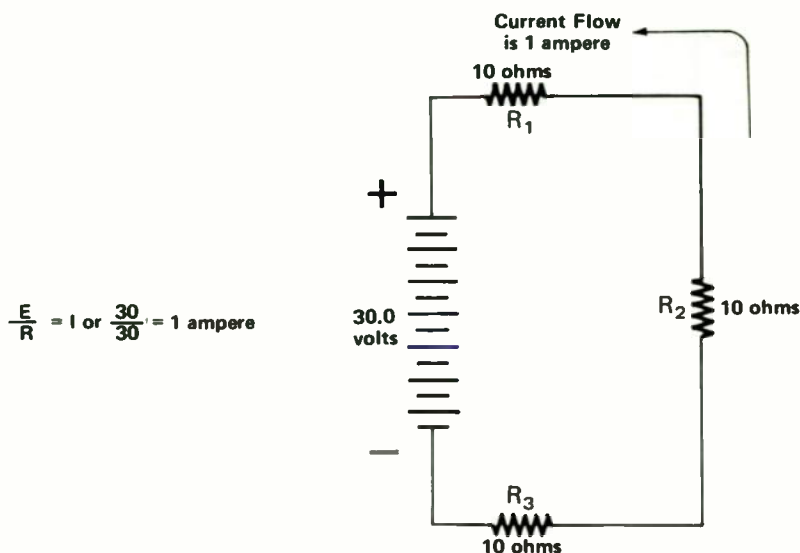 Current Flow
is 1 ampere
10 ohms
R₁
+
R₂ 10 ohms
E/R = I or 30/30 = 1 ampere
30.0
volts
−
R₃
10 ohms